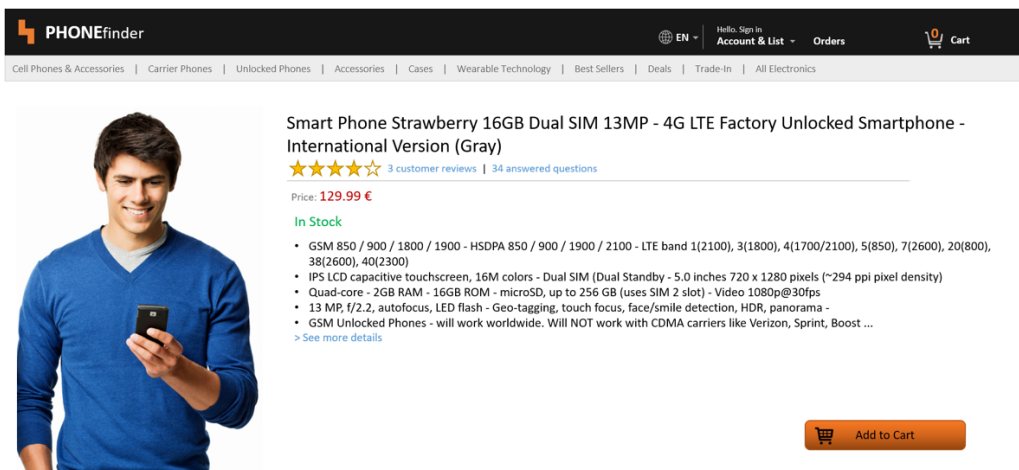 PHONEfinder
EN
Hello. Sign in
Account & List
Orders
0
Cart
Cell Phones & Accessories | Carrier Phones | Unlocked Phones | Accessories | Cases | Wearable Technology | Best Sellers | Deals | Trade-In | All Electronics
Smart Phone Strawberry 16GB Dual SIM 13MP - 4G LTE Factory Unlocked Smartphone -
International Version (Gray)
3 customer reviews | 34 answered questions
Price: 129.99 €
In Stock
• GSM 850 / 900 / 1800 / 1900 - HSDPA 850 / 900 / 1900 / 2100 - LTE band 1(2100), 3(1800), 4(1700/2100), 5(850), 7(2600), 20(800),
38(2600), 40(2300)
• IPS LCD capacitive touchscreen, 16M colors - Dual SIM (Dual Standby - 5.0 inches 720 x 1280 pixels (~294 ppi pixel density)
• Quad-core - 2GB RAM - 16GB ROM - microSD, up to 256 GB (uses SIM 2 slot) - Video 1080p@30fps
• 13 MP, f/2.2, autofocus, LED flash - Geo-tagging, touch focus, face/smile detection, HDR, panorama -
• GSM Unlocked Phones - will work worldwide. Will NOT work with CDMA carriers like Verizon, Sprint, Boost ...
> See more details
Add to Cart